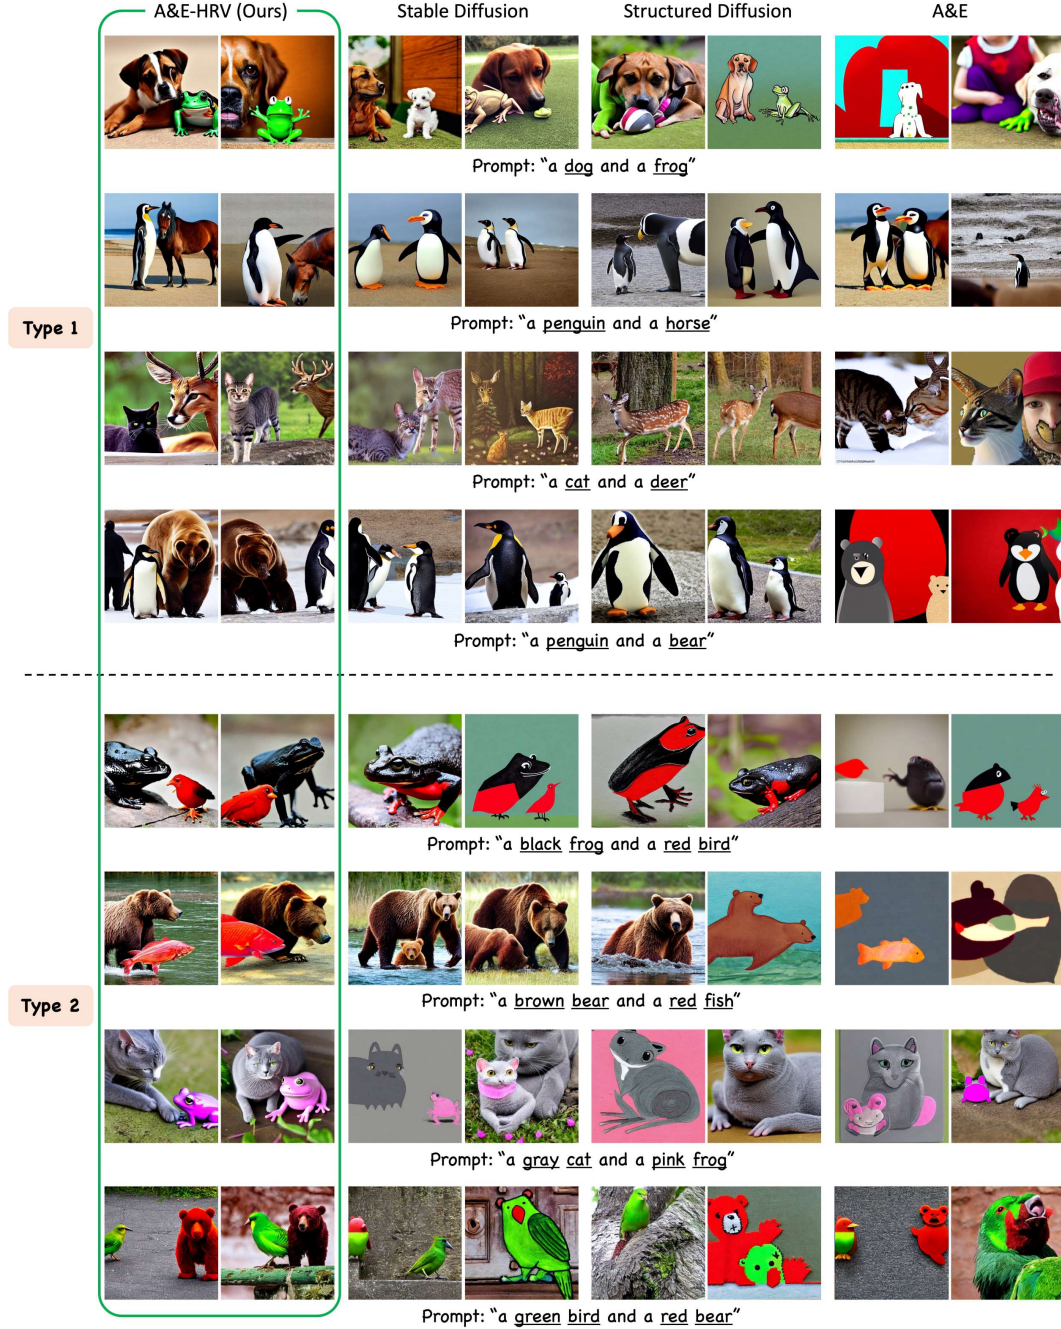 A&E-HRV (Ours)
Stable Diffusion
Structured Diffusion
A&E
Prompt: "a dog and a frog"
Prompt: "a penguin and a horse"
Type 1
Prompt: "a cat and a deer"
Prompt: "a penguin and a bear"
Prompt: "a black frog and a red bird"
Prompt: "a brown bear and a red fish"
Type 2
Prompt: "a gray cat and a pink frog"
Prompt: "a green bird and a red bear"